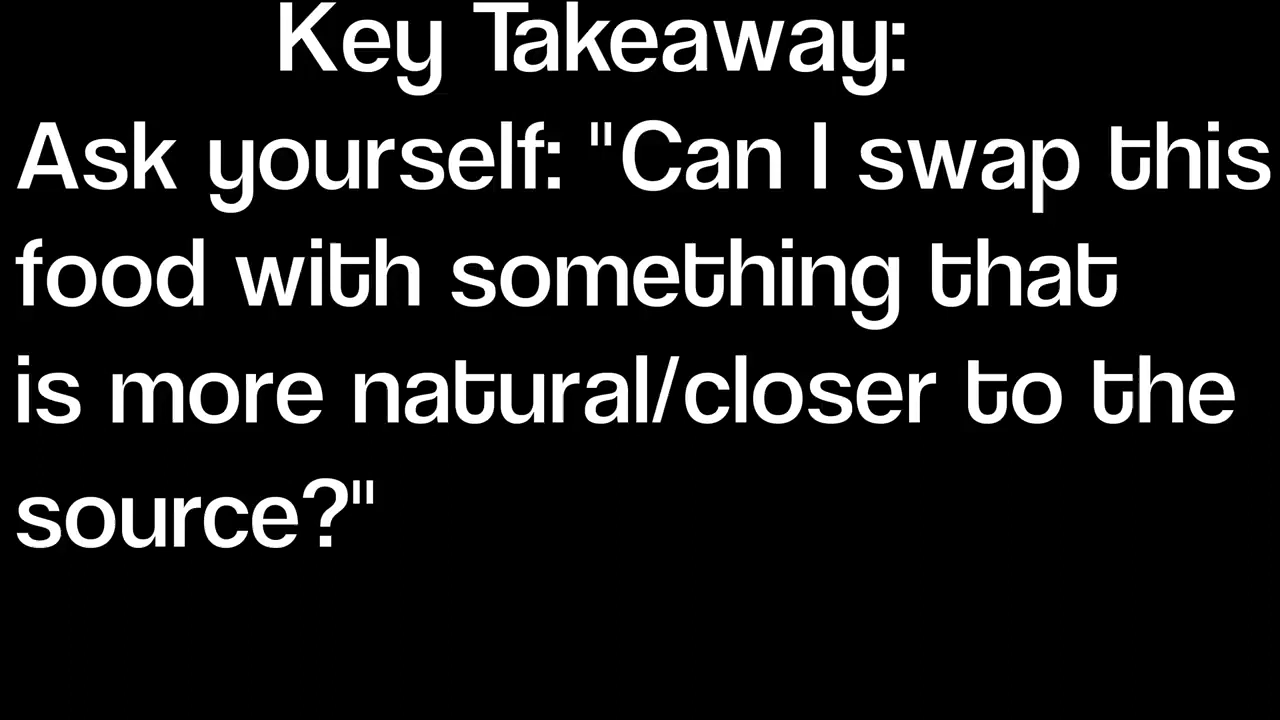 Key Takeaway:
Ask yourself: "Can I swap this
food with something that
is more natural/closer to the
source?"